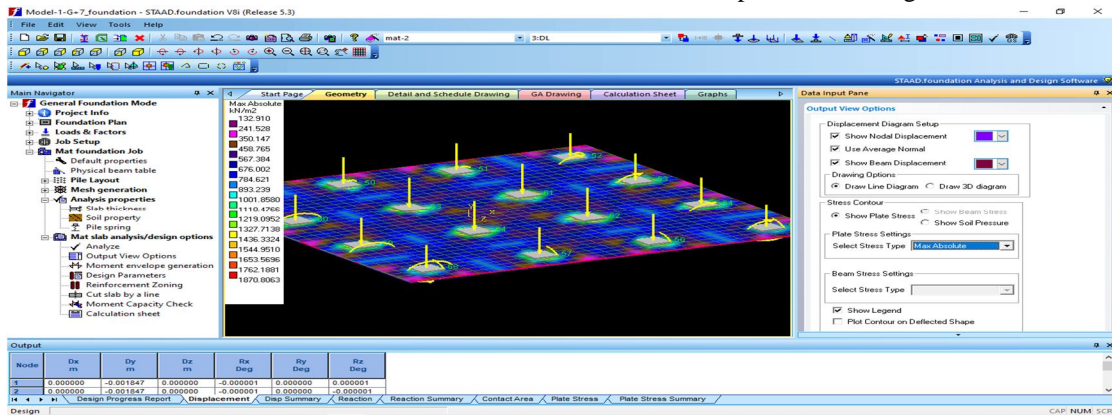 Model-1-G+7_foundation - STAAD.foundation V8i (Release 5.3)
File Edit View Tools Help
mat-2 3:DL
STAAD.foundation Analysis and Design Software
Main Navigator
General Foundation Mode
Project Info
Foundation Plan
Loads & Factors
Job Setup
Mat foundation Job
Default properties
Physical beam table
Pile Layout
Mesh generation
Analysis properties
Slab thickness
Soil property
Pile spring
Mat slab analysis/design options
Analyze
Output View Options
Moment envelope generation
Design Parameters
Reinforcement Zoning
Cut slab by a line
Moment Capacity Check
Calculation sheet
Start Page Geometry Detail and Schedule Drawing GA Drawing Calculation Sheet Graphs
Max Absolute
kN/m2
132.910
241.528
350.147
458.765
567.384
676.002
784.621
893.239
1001.8580
1110.4766
1219.0952
1327.7138
1436.3324
1544.9510
1653.5696
1762.1881
1870.8063
Data Input Pane
Output View Options
Displacement Diagram Setup
Show Nodal Displacement
Use Average Normal
Show Beam Displacement
Drawing Options
Draw Line Diagram Draw 3D diagram
Stress Contour
Show Plate Stress Show Beam Stress
Show Soil Pressure
Plate Stress Settings
Select Stress Type Max Absolute
Beam Stress Settings
Select Stress Type
Show Legend
Plot Contour on Deflected Shape
Output
Node Dx m Dy m Dz m Rx Deg Ry Deg Rz Deg
1 0.000000 -0.001847 0.000000 -0.000001 0.000000 0.000001
2 0.000000 -0.001847 0.000000 -0.000001 0.000000 -0.000001
Design Progress Report Displacement Disp Summary Reaction Reaction Summary Contact Area Plate Stress Plate Stress Summary
Design CAP NUM SCR